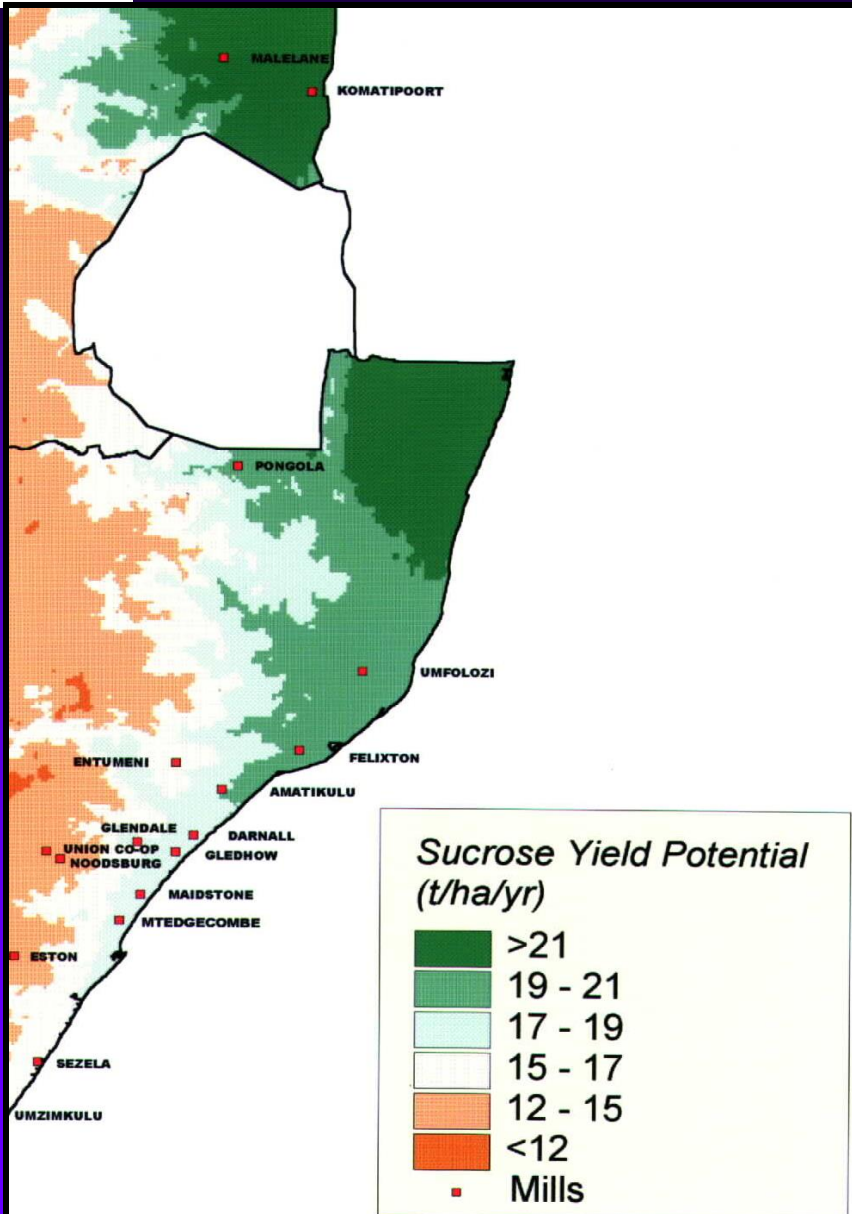 MALELANE
KOMATIPOORT
PONGOLA
UMFOLOZI
ENTUMENI
FELIXTON
AMATIKULU
GLENDALE
DARNALL
UNION CO-OP
GLEDHOW
NOODSBURG
MAIDSTONE
MTEDGECOMBE
ESTON
SEZELA
UMZIMKULU
Sucrose Yield Potential
(t/ha/yr)
>21
19 - 21
17 - 19
15 - 17
12 - 15
<12
Mills